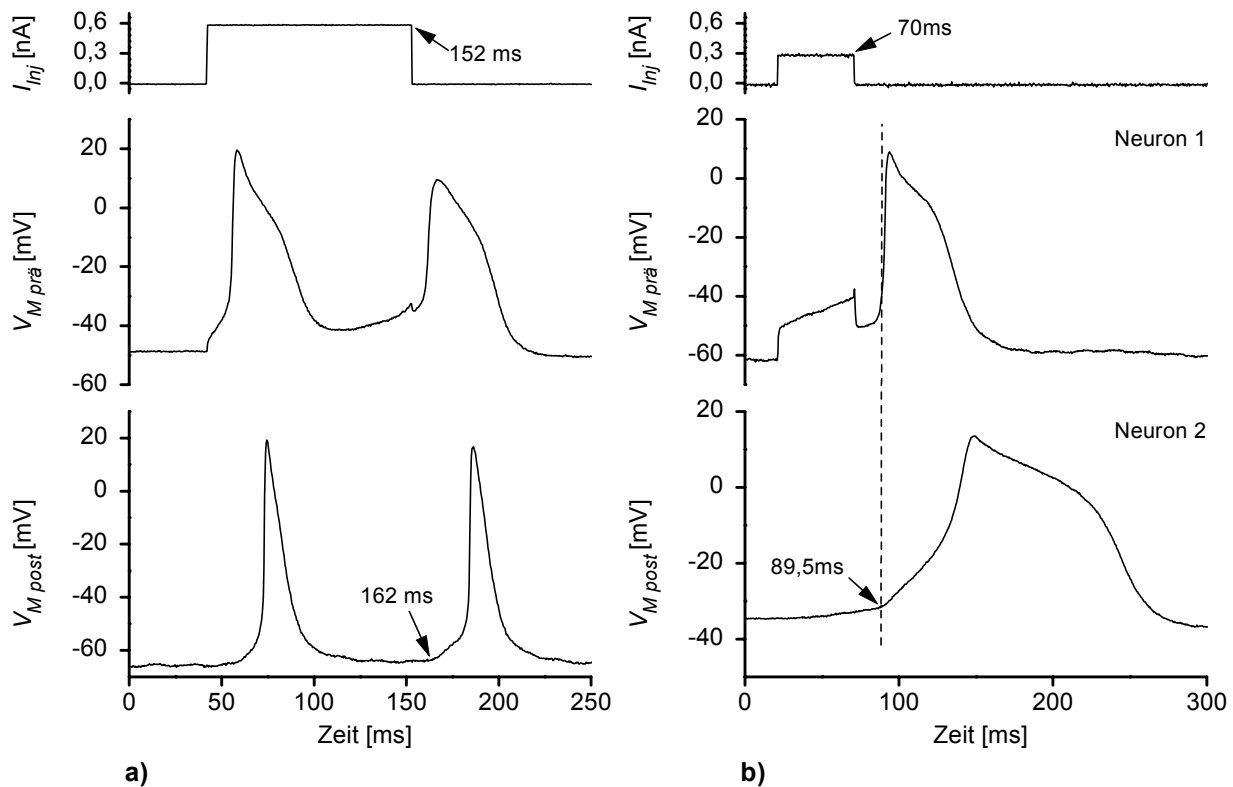 0,6
0,3
0,0
I_Inj [nA]
152 ms
20
0
-20
-40
-60
V_M prä [mV]
20
0
-20
-40
-60
V_M post [mV]
162 ms
0 50 100 150 200 250
Zeit [ms]
a)
0,6
0,3
0,0
I_Inj [nA]
70ms
20
0
-20
-40
-60
V_M prä [mV]
Neuron 1
20
0
-20
-40
V_M post [mV]
Neuron 2
89,5ms
0 100 200 300
Zeit [ms]
b)